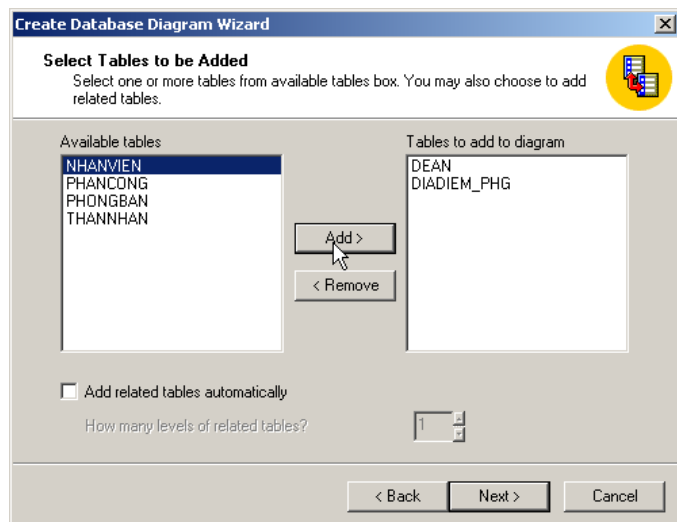 Create Database Diagram Wizard
Select Tables to be Added
Select one or more tables from available tables box. You may also choose to add
related tables.
Available tables
NHANVIEN
PHANCONG
PHONGBAN
THANNHAN
Add >
< Remove
Tables to add to diagram
DEAN
DIADIEM_PHG
Add related tables automatically
How many levels of related tables?
1
< Back
Next >
Cancel